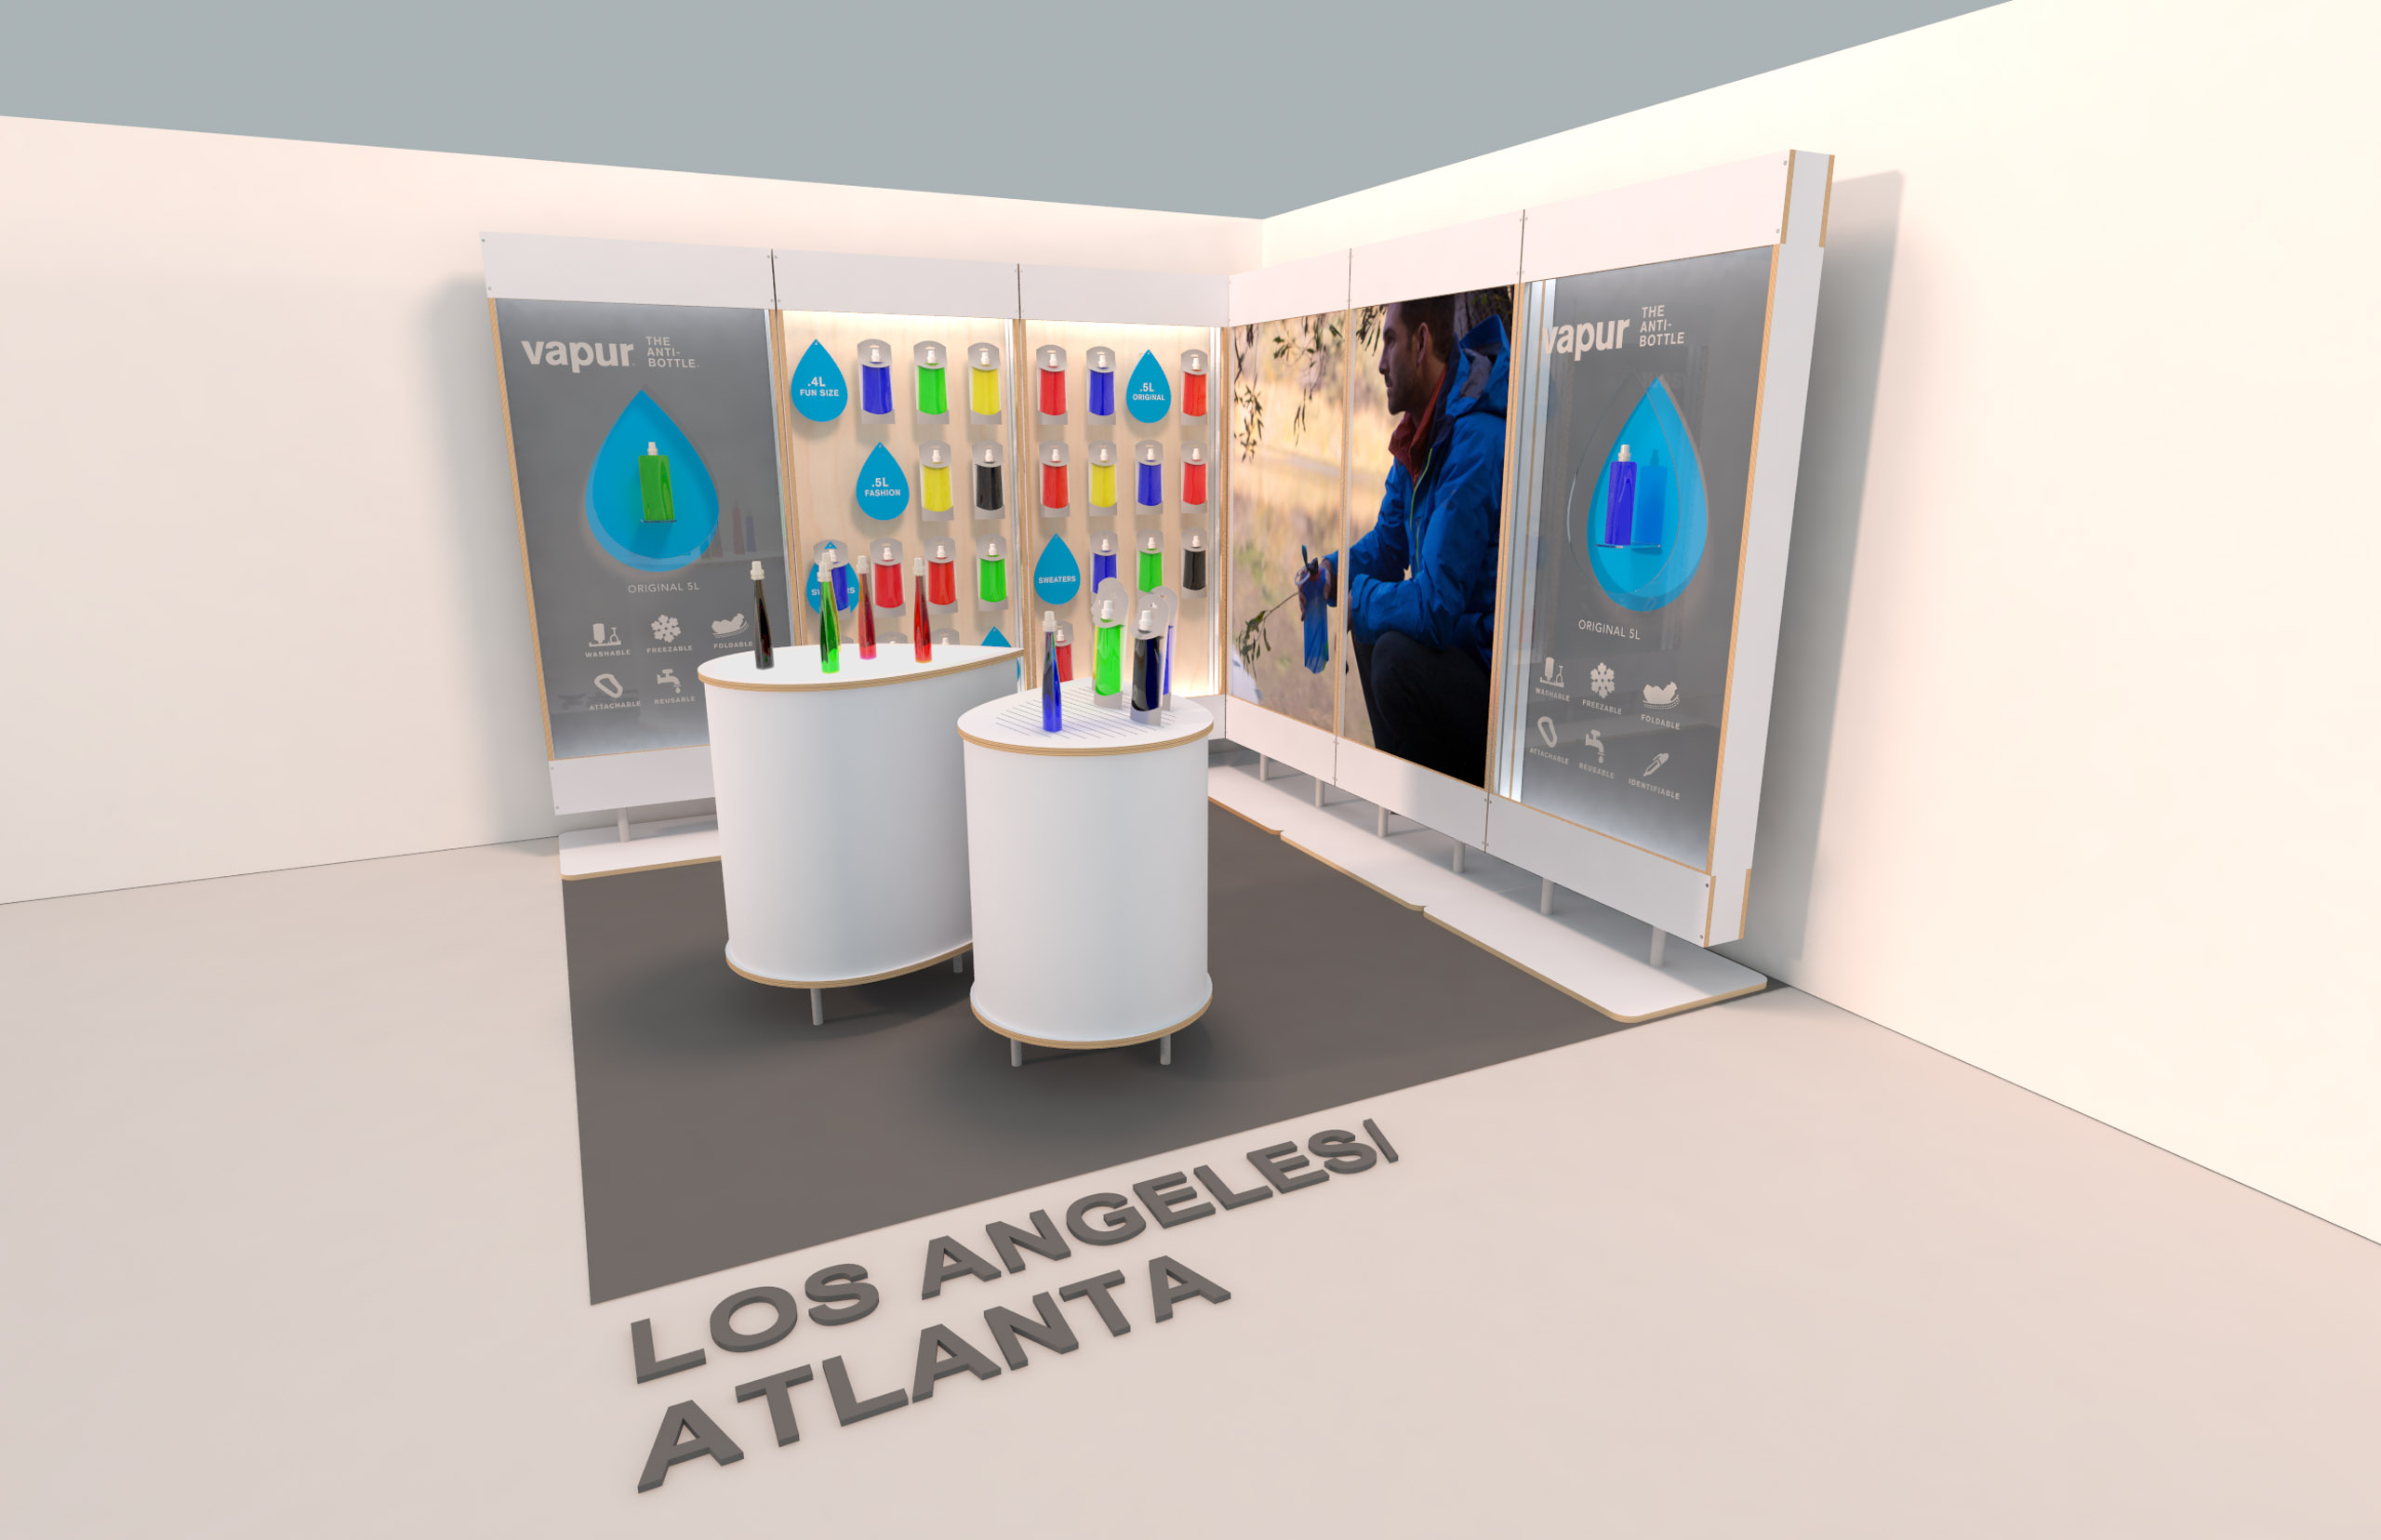 vapur.
THE
ANTI-
BOTTLE.
ORIGINAL 5L
WASHABLE
FREEZABLE
FOLDABLE
ATTACHABLE
REUSABLE
.4L
FUN SIZE
.5L
FASHION
.5L
ORIGINAL
SWEATERS
vapur
THE
ANTI-
BOTTLE
ORIGINAL 5L
WASHABLE
FREEZABLE
FOLDABLE
ATTACHABLE
REUSABLE
IDENTIFIABLE
LOS ANGELES|
ATLANTA